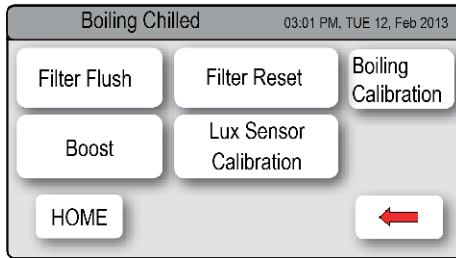 Boiling Chilled 03:01 PM, TUE 12, Feb 2013
Filter Flush
Filter Reset
Boiling
Calibration
Boost
Lux Sensor
Calibration
HOME